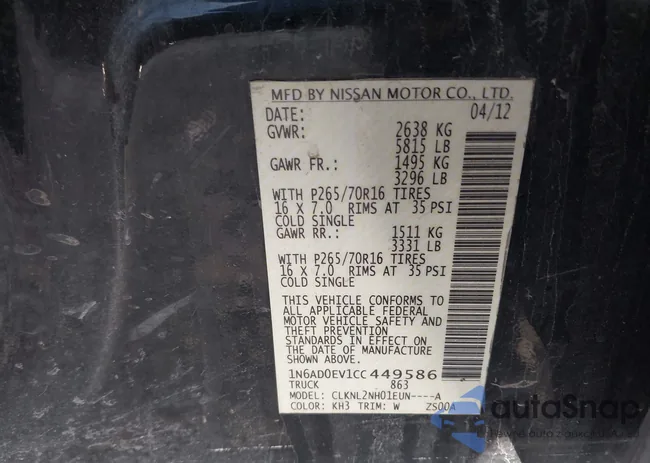 MFD BY NISSAN MOTOR CO., LTD.
DATE: 04/12
GVWR: 2638 KG
5815 LB
GAWR FR.: 1495 KG
3296 LB
WITH P265/70R16 TIRES
16 X 7.0 RIMS AT 35 PSI
COLD SINGLE
GAWR RR.: 1511 KG
3331 LB
WITH P265/70R16 TIRES
16 X 7.0 RIMS AT 35 PSI
COLD SINGLE
THIS VEHICLE CONFORMS TO
ALL APPLICABLE FEDERAL
MOTOR VEHICLE SAFETY AND
THEFT PREVENTION
STANDARDS IN EFFECT ON
THE DATE OF MANUFACTURE
SHOWN ABOVE.
1N6AD0EV1CC449586
TRUCK 863
MODEL: CLKNL2NH01EUN----A
COLOR: KH3 TRIM: W ZS00A
autoSnap